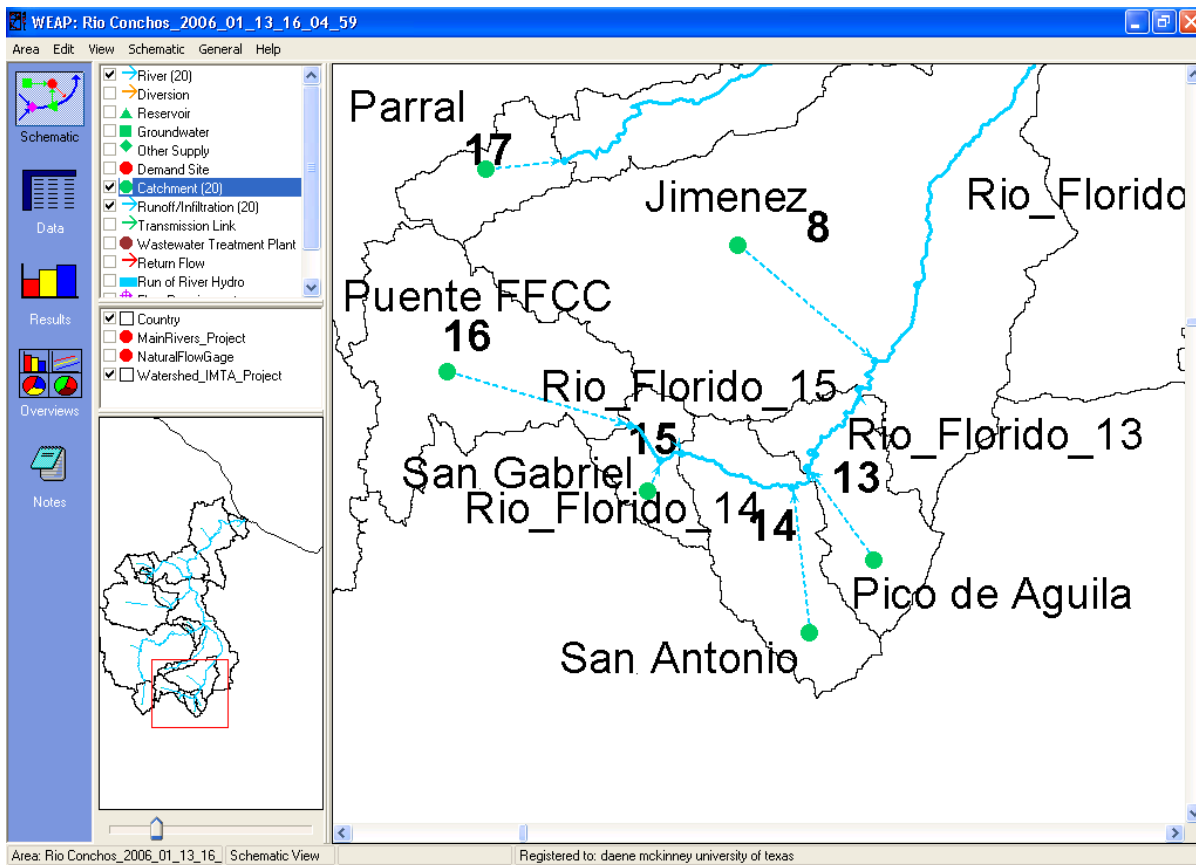 WEAP: Rio Conchos_2006_01_13_16_04_59
Area Edit View Schematic General Help
Schematic
Data
Results
Overviews
Notes
River (20)
Diversion
Reservoir
Groundwater
Other Supply
Demand Site
Catchment (20)
Runoff/Infiltration (20)
Transmission Link
Wastewater Treatment Plant
Return Flow
Run of River Hydro
Country
MainRivers_Project
NaturalFlowGage
Watershed_IMTA_Project
Parral
17
Jimenez
8
Rio_Florido
Puente FFCC
16
Rio_Florido_15
15
Rio_Florido_13
San Gabriel
13
Rio_Florido_14
14
Pico de Aguila
San Antonio
Area: Rio Conchos_2006_01_13_16_ Schematic View Registered to: daene mckinney university of texas